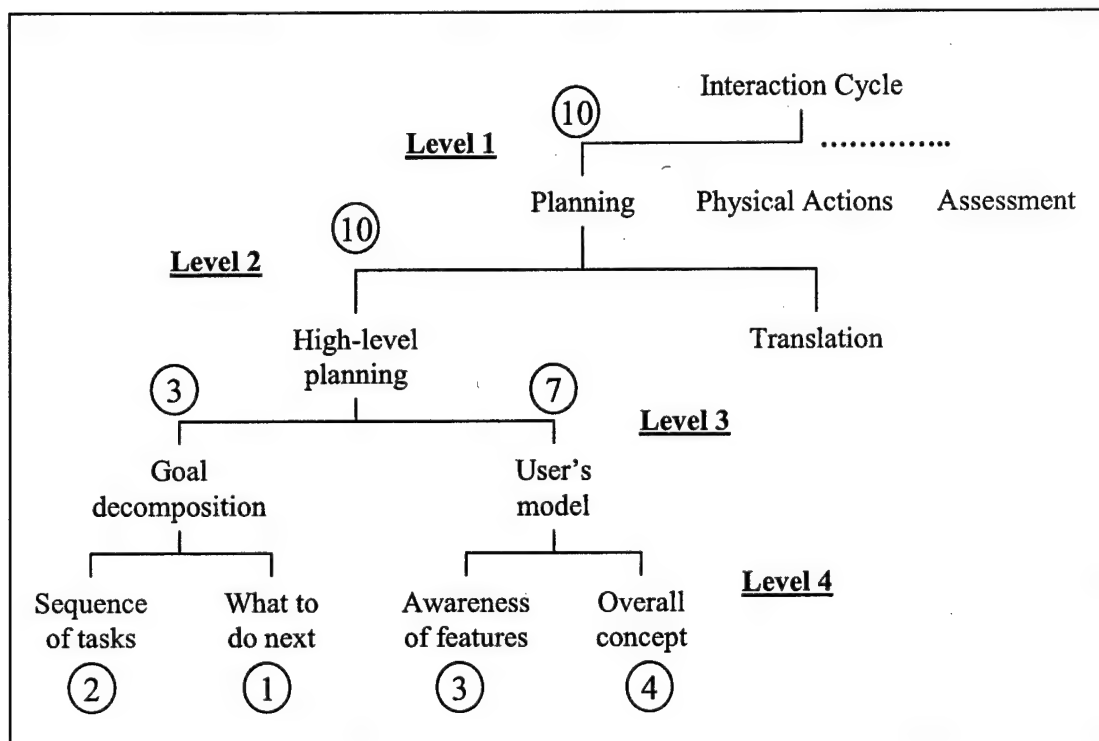 Interaction Cycle
10
Level 1
..............
Planning
Physical Actions
Assessment
10
Level 2
High-level
planning
Translation
3
7
Level 3
Goal
decomposition
User's
model
Level 4
Sequence
of tasks
What to
do next
Awareness
of features
Overall
concept
2
1
3
4